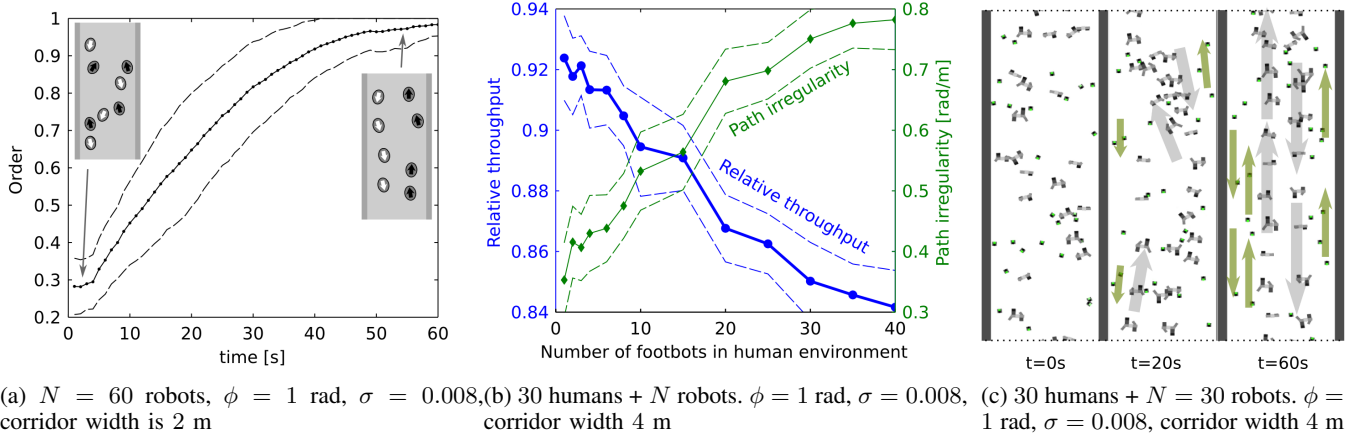 1
0.9
0.8
0.7
0.6
0.5
0.4
0.3
0.2
Order
0 10 20 30 40 50 60
time [s]
0.94
0.92
0.9
0.88
0.86
0.84
Relative throughput
0.8
0.7
0.6
0.5
0.4
0.3
Path irregularity [rad/m]
Path irregularity
Relative throughput
0 10 20 30 40
Number of footbots in human environment
t=0s t=20s t=60s
(a) N = 60 robots, ϕ = 1 rad, σ = 0.008,
corridor width is 2 m
(b) 30 humans + N robots. ϕ = 1 rad, σ = 0.008,
corridor width 4 m
(c) 30 humans + N = 30 robots. ϕ =
1 rad, σ = 0.008, corridor width 4 m